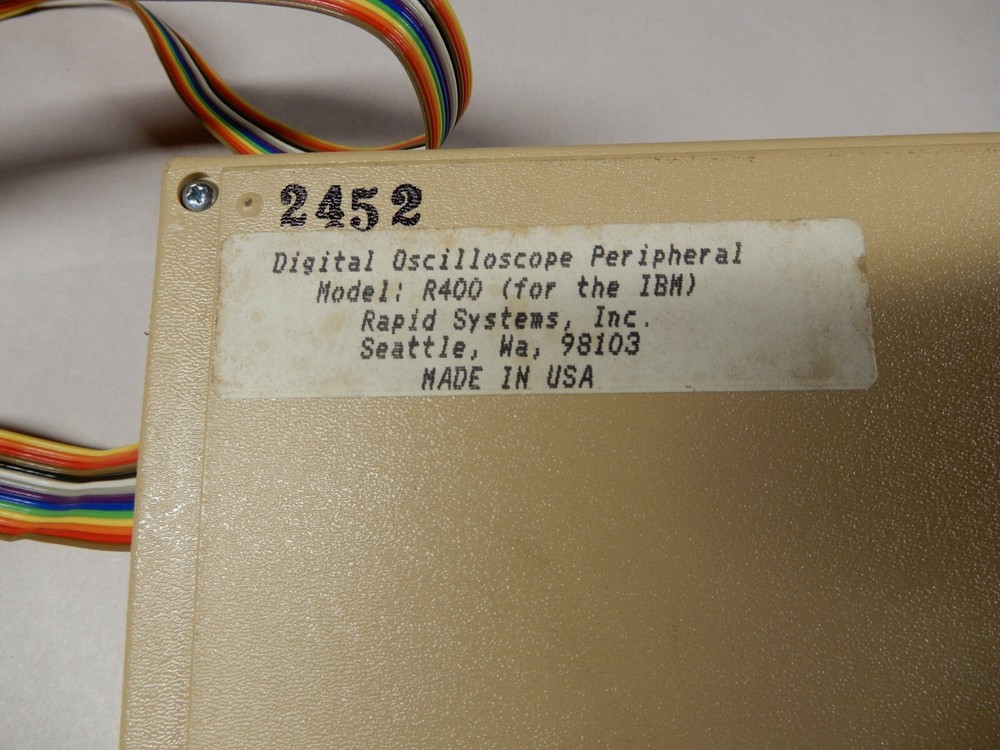 2452
Digital Oscilloscope Peripheral
Model: R400 (for the IBM)
Rapid Systems, Inc.
Seattle, Wa, 98103
MADE IN USA